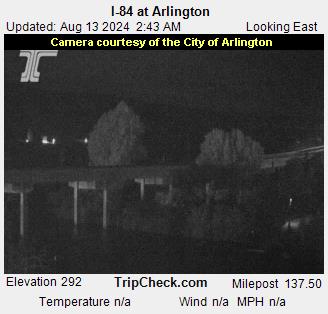 I-84 at Arlington
Updated: Aug 13 2024 2:43 AM Looking East
Camera courtesy of the City of Arlington
Elevation 292 TripCheck.com Milepost 137.50
Temperature n/a Wind n/a MPH n/a